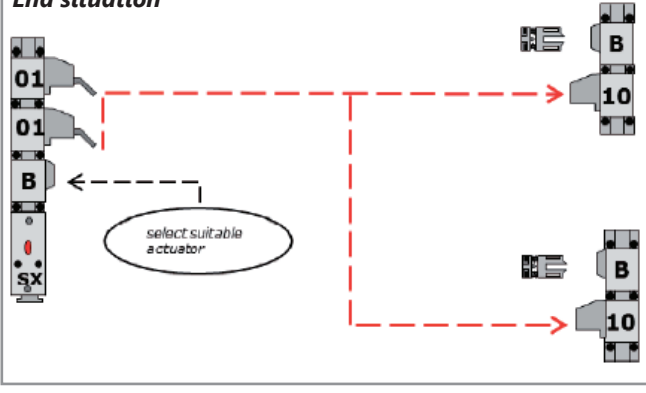 End situation
01
01
B
SX
select suitable
actuator
B
10
B
10